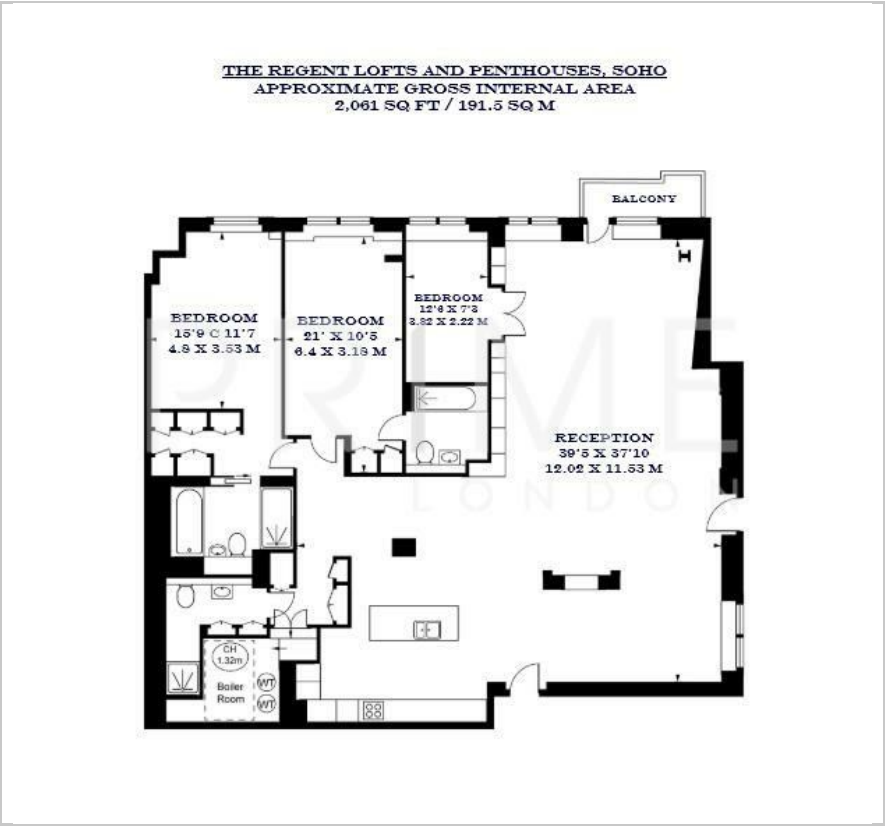 THE REGENT LOFTS AND PENTHOUSES, SOHO
APPROXIMATE GROSS INTERNAL AREA
2,061 SQ FT / 191.5 SQ M
BALCONY
BEDROOM
15'9 C 11'7
4.8 X 3.53 M
BEDROOM
21' X 10'5
6.4 X 3.18 M
BEDROOM
12'6 X 7'3
3.82 X 2.22 M
RECEPTION
39'5 X 37'10
12.02 X 11.53 M
PRIME
LONDON
CH
1.32m
Boiler
Room
WT
WT